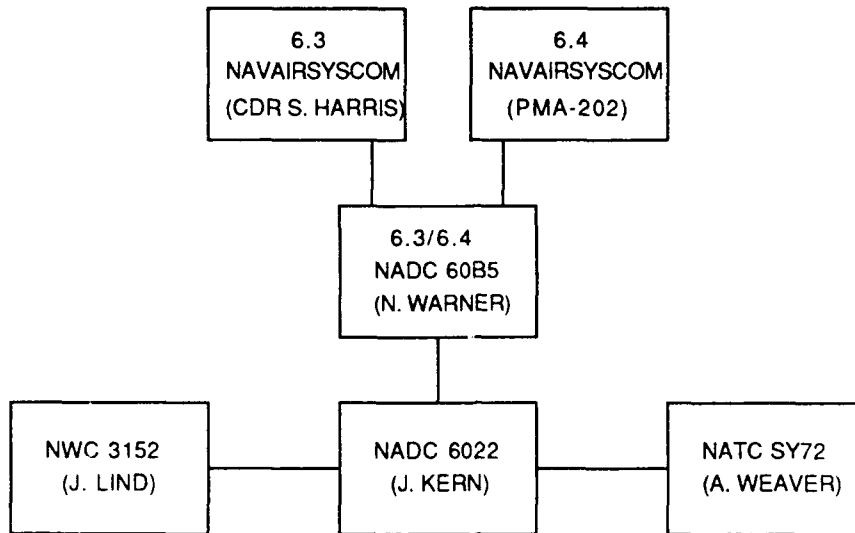 6.3
NAVAIRSYSCOM
(CDR S. HARRIS)
6.4
NAVAIRSYSCOM
(PMA-202)
6.3/6.4
NADC 60B5
(N. WARNER)
NWC 3152
(J. LIND)
NADC 6022
(J. KERN)
NATC SY72
(A. WEAVER)